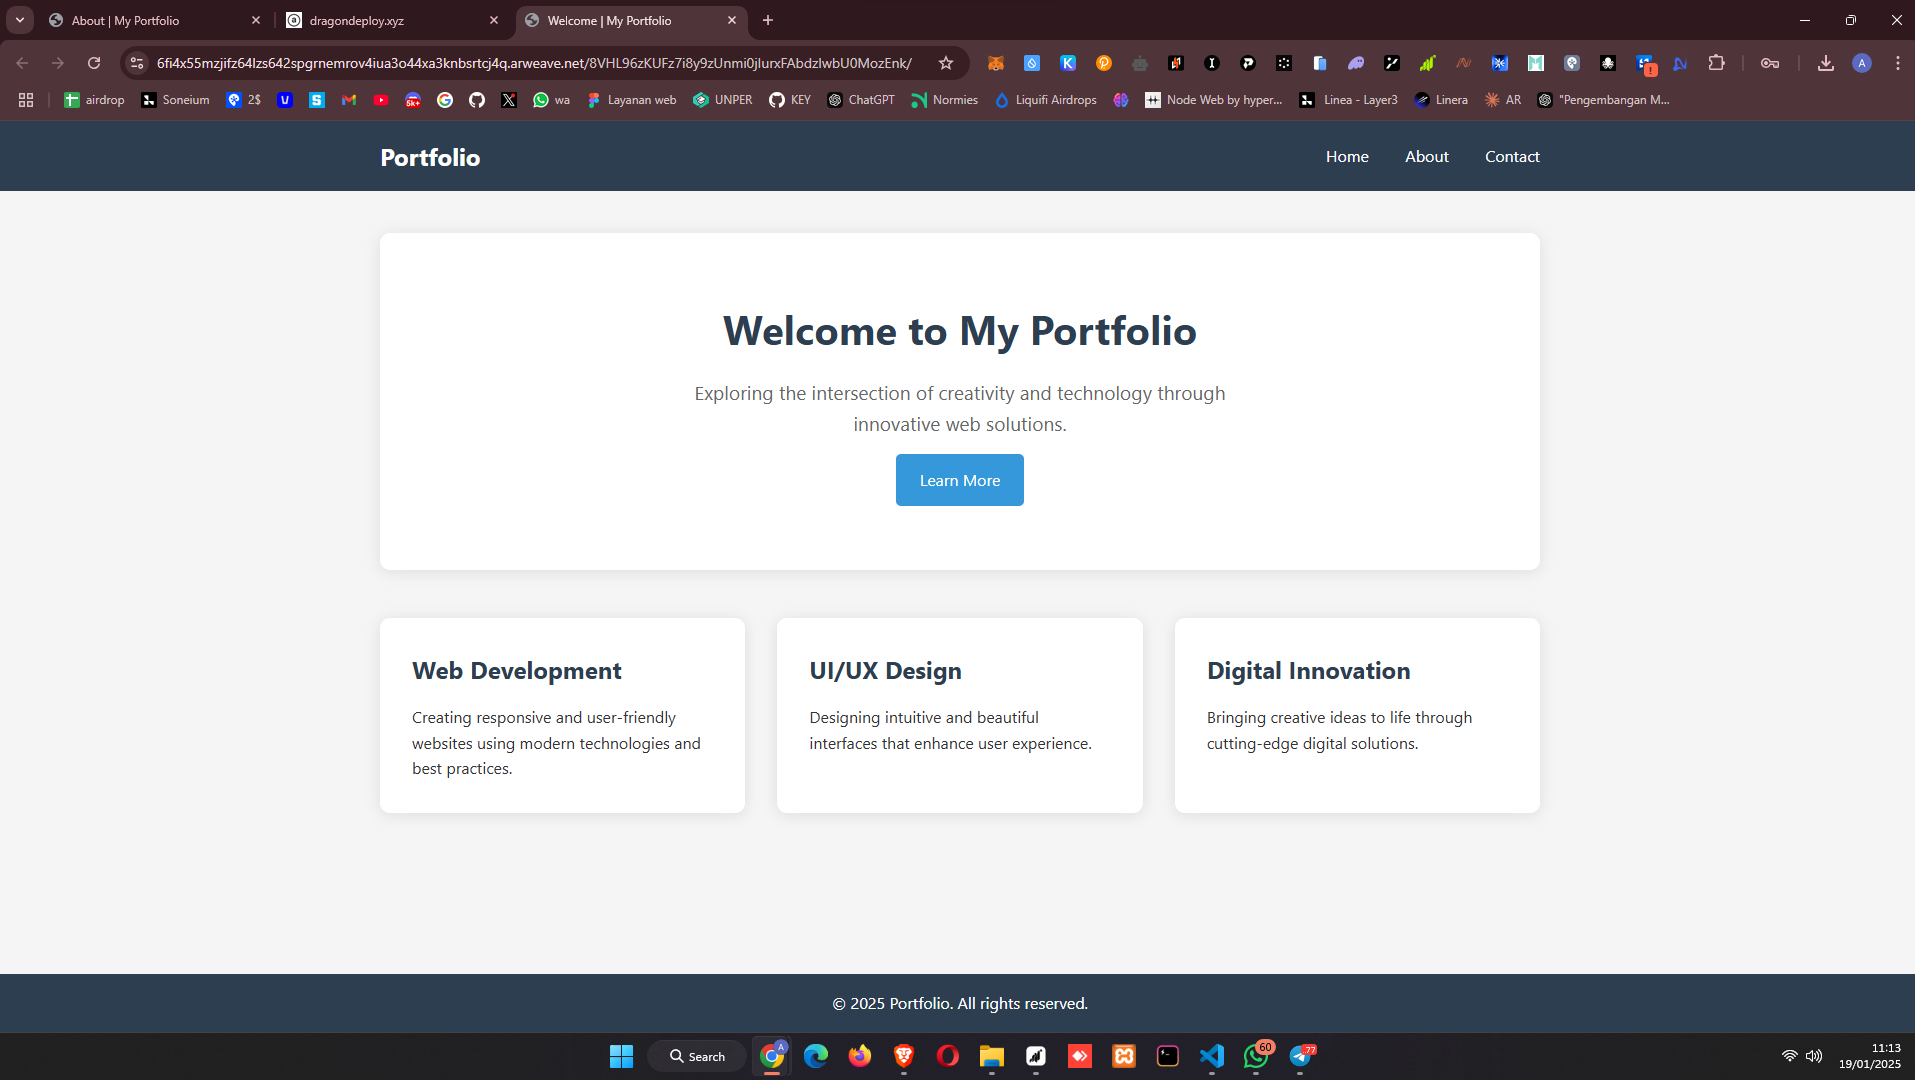 About | My Portfolio
dragondeploy.xyz
Welcome | My Portfolio
6fi4x55mzjifz64lzs642spgrnemrov4iua3o44xa3knbsrtcj4q.arweave.net/8VHL96zKUFz7i8y9zUnmi0jIurxFAbdzlwbU0MozEnk/
A
airdrop
Soneium
2$
5k+
wa
Layanan web
UNPER
KEY
ChatGPT
Normies
Liquifi Airdrops
Node Web by hyper...
Linea - Layer3
Linera
AR
"Pengembangan M...
Portfolio
Home
About
Contact
Welcome to My Portfolio
Exploring the intersection of creativity and technology through
innovative web solutions.
Learn More
Web Development
Creating responsive and user-friendly
websites using modern technologies and
best practices.
UI/UX Design
Designing intuitive and beautiful
interfaces that enhance user experience.
Digital Innovation
Bringing creative ideas to life through
cutting-edge digital solutions.
© 2025 Portfolio. All rights reserved.
Search
A
60
77
11:13
19/01/2025